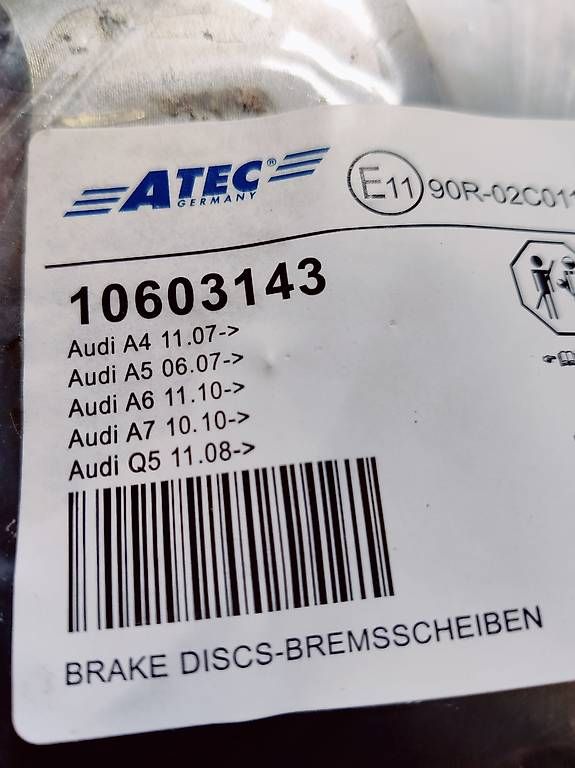 ATEC®
GERMANY
E11 90R-02C011
10603143
Audi A4 11.07->
Audi A5 06.07->
Audi A6 11.10->
Audi A7 10.10->
Audi Q5 11.08->
BRAKE DISCS-BREMSSCHEIBEN